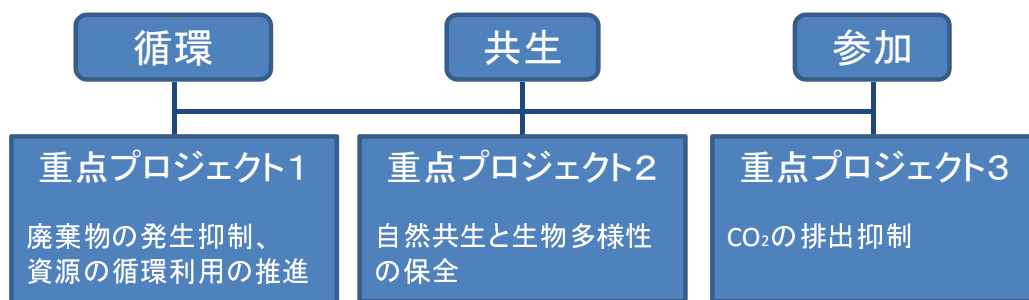 循環
共生
参加
重点プロジェクト１
廃棄物の発生抑制、
資源の循環利用の推進
重点プロジェクト２
自然共生と生物多様性
の保全
重点プロジェクト３
CO₂の排出抑制